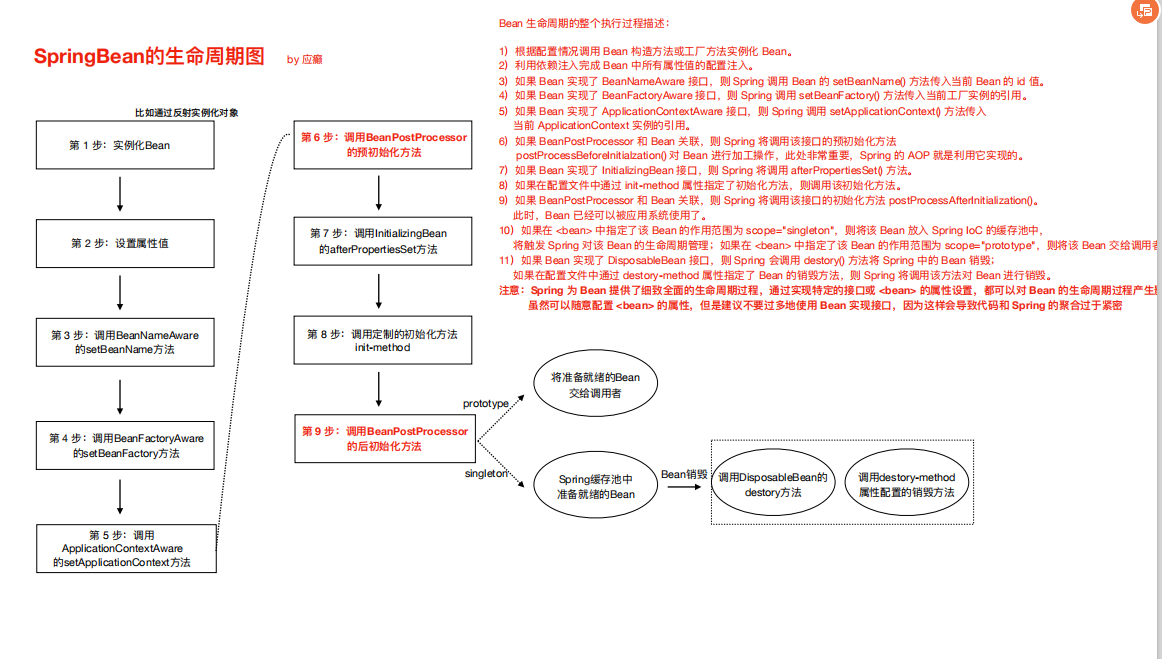 SpringBean的生命周期图
by 应癫
比如通过反射实例化对象
第 1 步：实例化Bean
第 2 步：设置属性值
第 3 步：调用BeanNameAware
的setBeanName方法
第 4 步：调用BeanFactoryAware
的setBeanFactory方法
第 5 步：调用
ApplicationContextAware
的setApplicationContext方法
第 6 步：调用BeanPostProcessor
的预初始化方法
第 7 步：调用InitializingBean
的afterPropertiesSet方法
第 8 步：调用定制的初始化方法
init-method
第 9 步：调用BeanPostProcessor
的后初始化方法
prototype
singleton
将准备就绪的Bean
交给调用者
Spring缓存池中
准备就绪的Bean
Bean销毁
调用DisposableBean的
destory方法
调用destory-method
属性配置的销毁方法
Bean 生命周期的整个执行过程描述：
1）根据配置情况调用 Bean 构造方法或工厂方法实例化 Bean。
2）利用依赖注入完成 Bean 中所有属性值的配置注入。
3）如果 Bean 实现了 BeanNameAware 接口，则 Spring 调用 Bean 的 setBeanName() 方法传入当前 Bean 的 id 值。
4）如果 Bean 实现了 BeanFactoryAware 接口，则 Spring 调用 setBeanFactory() 方法传入当前工厂实例的引用。
5）如果 Bean 实现了 ApplicationContextAware 接口，则 Spring 调用 setApplicationContext() 方法传入
当前 ApplicationContext 实例的引用。
6）如果 BeanPostProcessor 和 Bean 关联，则 Spring 将调用该接口的预初始化方法
postProcessBeforeInitialzation() 对 Bean 进行加工操作，此处非常重要，Spring 的 AOP 就是利用它实现的。
7）如果 Bean 实现了 InitializingBean 接口，则 Spring 将调用 afterPropertiesSet() 方法。
8）如果在配置文件中通过 init-method 属性指定了初始化方法，则调用该初始化方法。
9）如果 BeanPostProcessor 和 Bean 关联，则 Spring 将调用该接口的初始化方法 postProcessAfterInitialization()。
此时，Bean 已经可以被应用系统使用了。
10）如果在 <bean> 中指定了该 Bean 的作用范围为 scope="singleton"，则将该 Bean 放入 Spring IoC 的缓存池中，
将触发 Spring 对该 Bean 的生命周期管理；如果在 <bean> 中指定了该 Bean 的作用范围为 scope="prototype"，则将该 Bean 交给调用者
11）如果 Bean 实现了 DisposableBean 接口，则 Spring 会调用 destory() 方法将 Spring 中的 Bean 销毁；
如果在配置文件中通过 destory-method 属性指定了 Bean 的销毁方法，则 Spring 将调用该方法对 Bean 进行销毁。
注意：Spring 为 Bean 提供了细致全面的生命周期过程，通过实现特定的接口或 <bean> 的属性设置，都可以对 Bean 的生命周期过程产生
虽然可以随意配置 <bean> 的属性，但是建议不要过多地使用 Bean 实现接口，因为这样会导致代码和 Spring 的聚合过于紧密